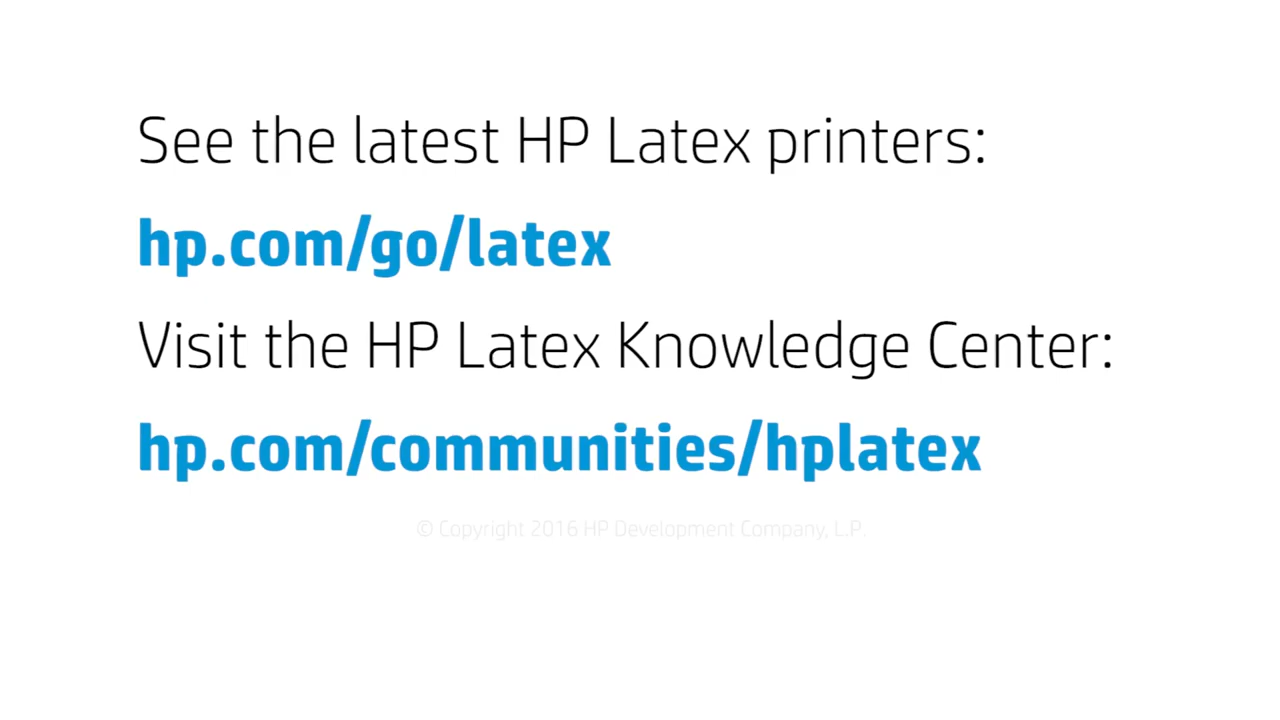 See the latest HP Latex printers:
hp.com/go/latex
Visit the HP Latex Knowledge Center:
hp.com/communities/hplatex
© Copyright 2016 HP Development Company, L.P.